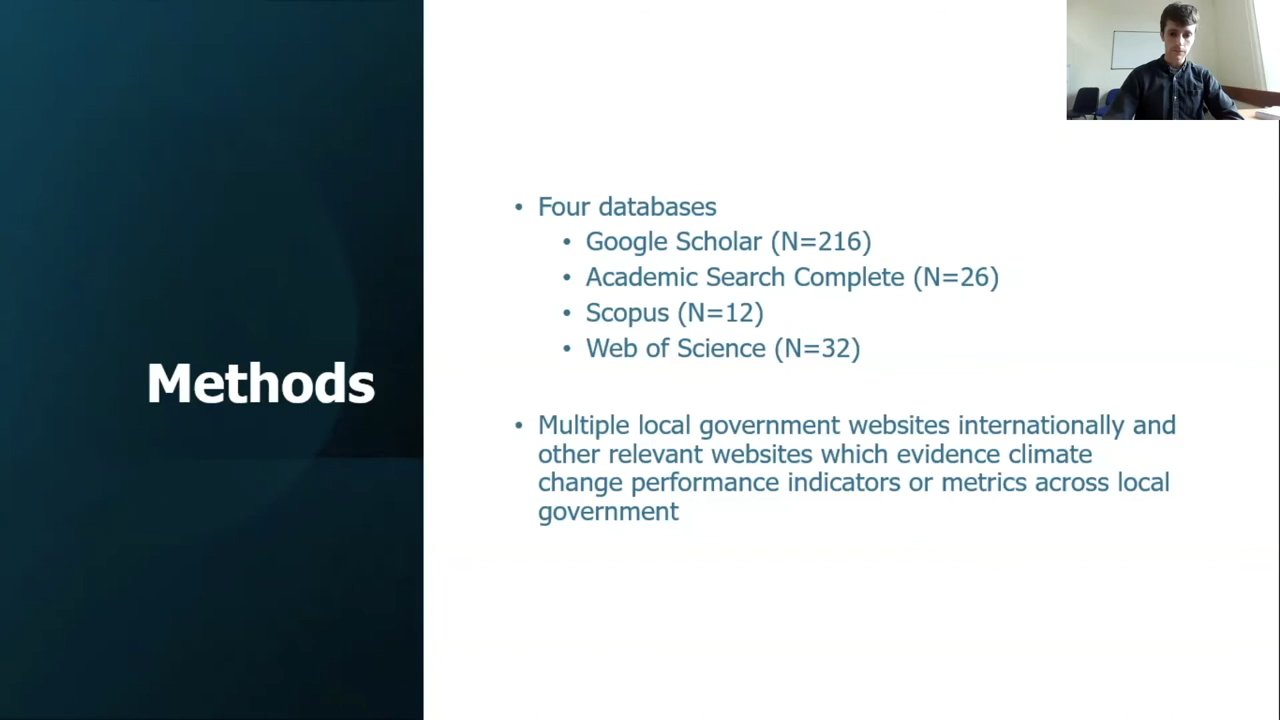 Methods
• Four databases
• Google Scholar (N=216)
• Academic Search Complete (N=26)
• Scopus (N=12)
• Web of Science (N=32)
• Multiple local government websites internationally and
other relevant websites which evidence climate
change performance indicators or metrics across local
government